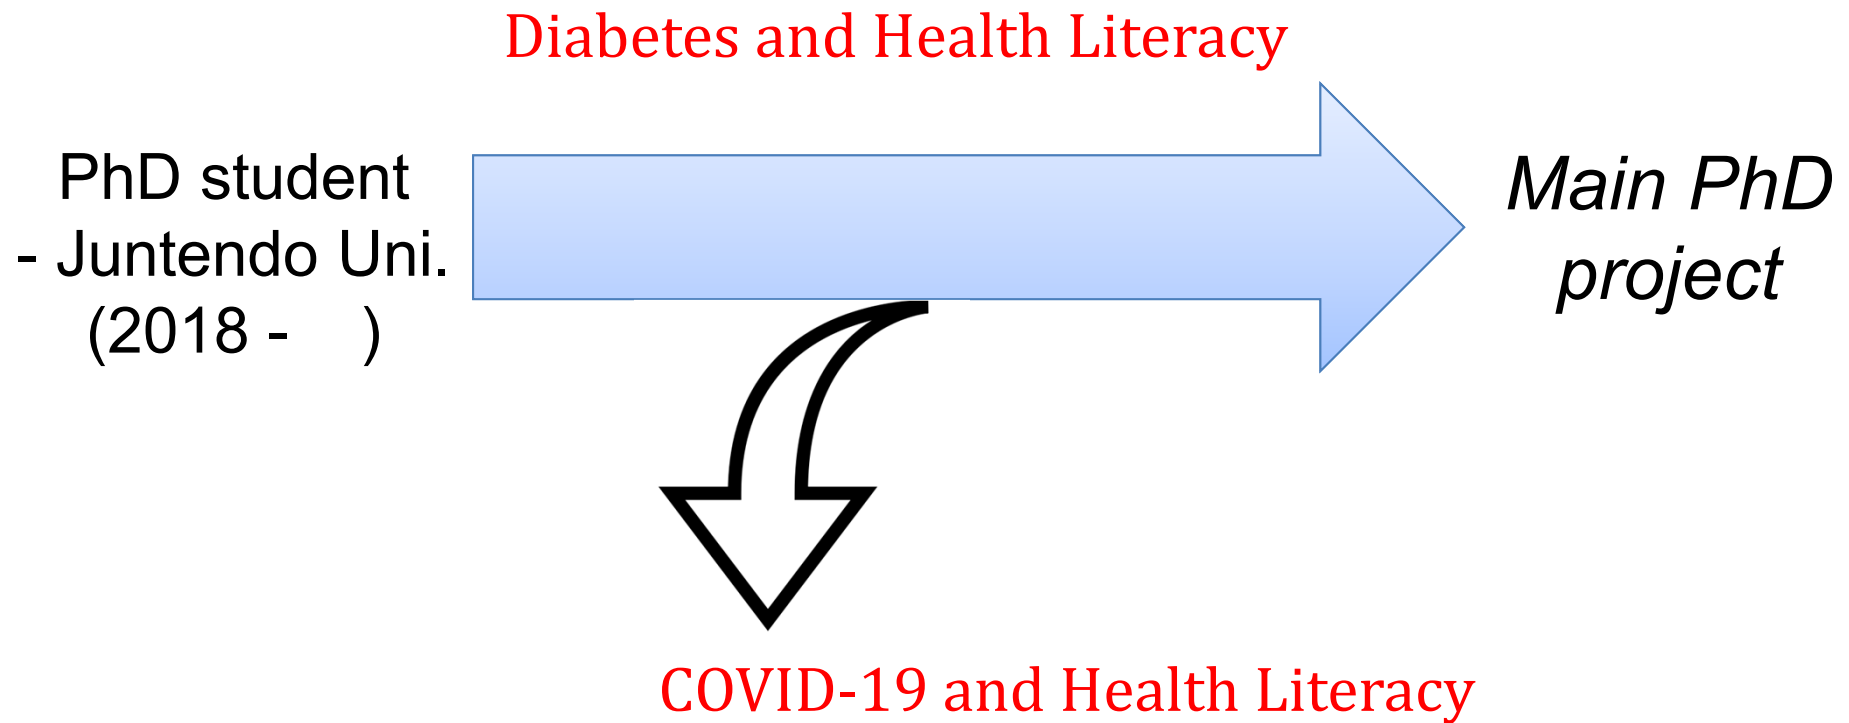 Diabetes and Health Literacy
PhD student
- Juntendo Uni.
(2018 -    )
Main PhD
project
COVID-19 and Health Literacy